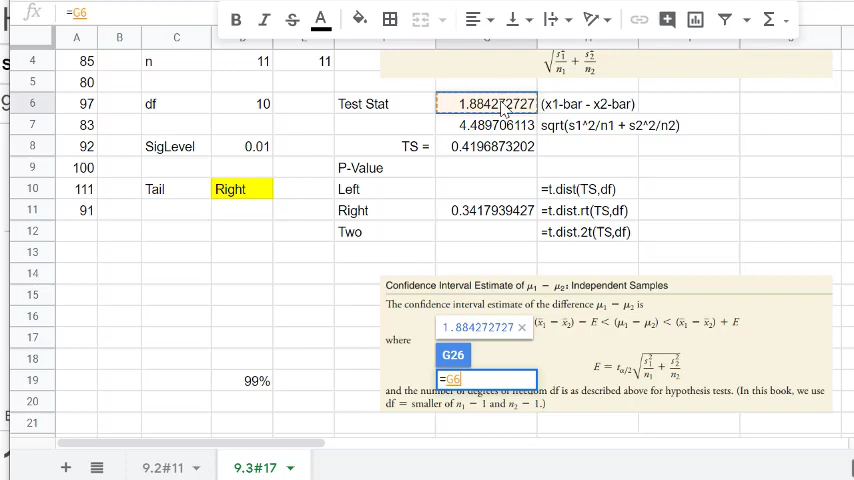 fx =G6
B I S A
A B C
4 85 n 11 11
5 80
6 97 df 10 Test Stat 1.884272727 (x1-bar - x2-bar)
7 83 4.489706113 sqrt(s1^2/n1 + s2^2/n2)
8 92 SigLevel 0.01 TS = 0.4196873202
9 100 P-Value
10 111 Tail Right Left =t.dist(TS,df)
11 91 Right 0.3417939427 =t.dist.rt(TS,df)
12 Two =t.dist.2t(TS,df)
13
14 Confidence Interval Estimate of μ₁ − μ₂: Independent Samples
15 The confidence interval estimate of the difference μ₁ − μ₂ is
16 1.884272727 × (x̄₁ − x̄₂) − E < (μ₁ − μ₂) < (x̄₁ − x̄₂) + E
17 where
18 G26 E = tα/2 √(s₁²/n₁ + s₂²/n₂)
19 99% =G6
20 and the number of degrees of freedom df is as described above for hypothesis tests. (In this book, we use
21 df = smaller of n₁ − 1 and n₂ − 1.)
9.2#11 9.3#17